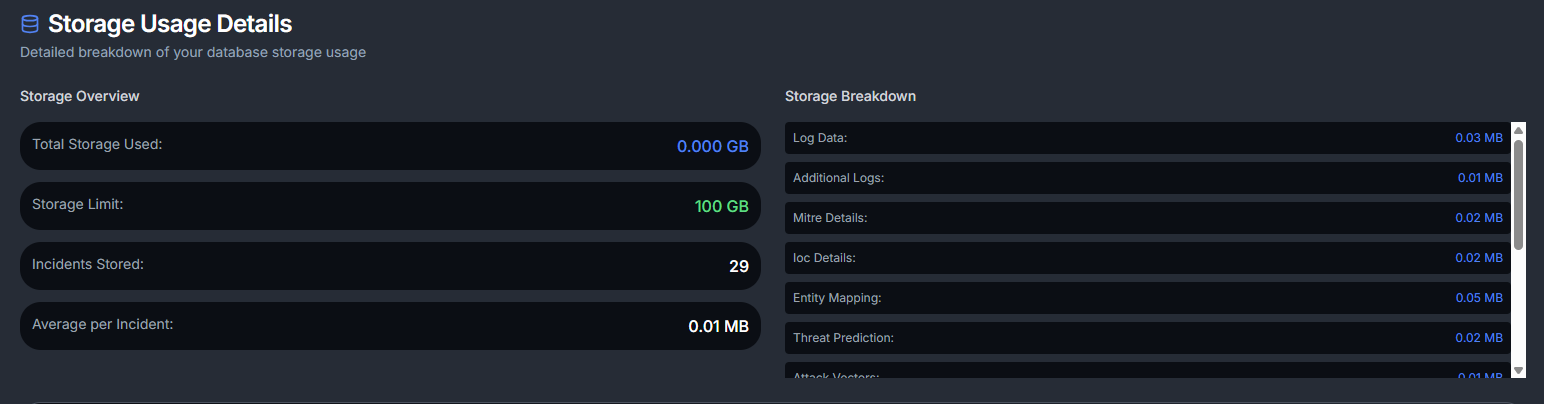 Storage Usage Details
Detailed breakdown of your database storage usage
Storage Overview
Total Storage Used: 0.000 GB
Storage Limit: 100 GB
Incidents Stored: 29
Average per Incident: 0.01 MB
Storage Breakdown
Log Data: 0.03 MB
Additional Logs: 0.01 MB
Mitre Details: 0.02 MB
Ioc Details: 0.02 MB
Entity Mapping: 0.05 MB
Threat Prediction: 0.02 MB
Attack Vectors: 0.01 MB